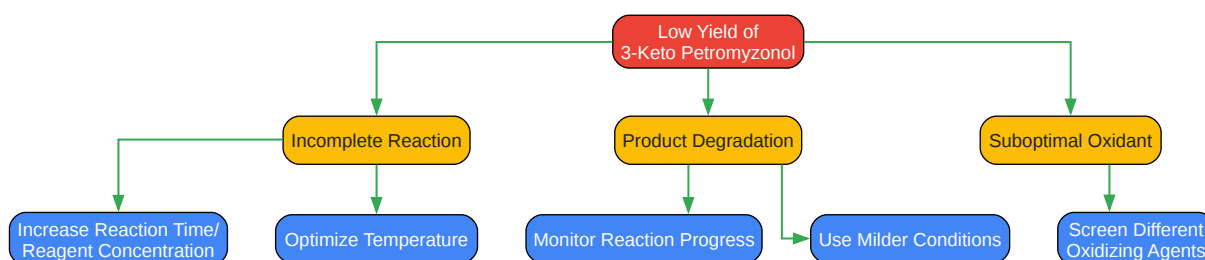 Low Yield of
3-Keto Petromyzonol
Incomplete Reaction
Product Degradation
Suboptimal Oxidant
Increase Reaction Time/
Reagent Concentration
Optimize Temperature
Monitor Reaction Progress
Use Milder Conditions
Screen Different
Oxidizing Agents